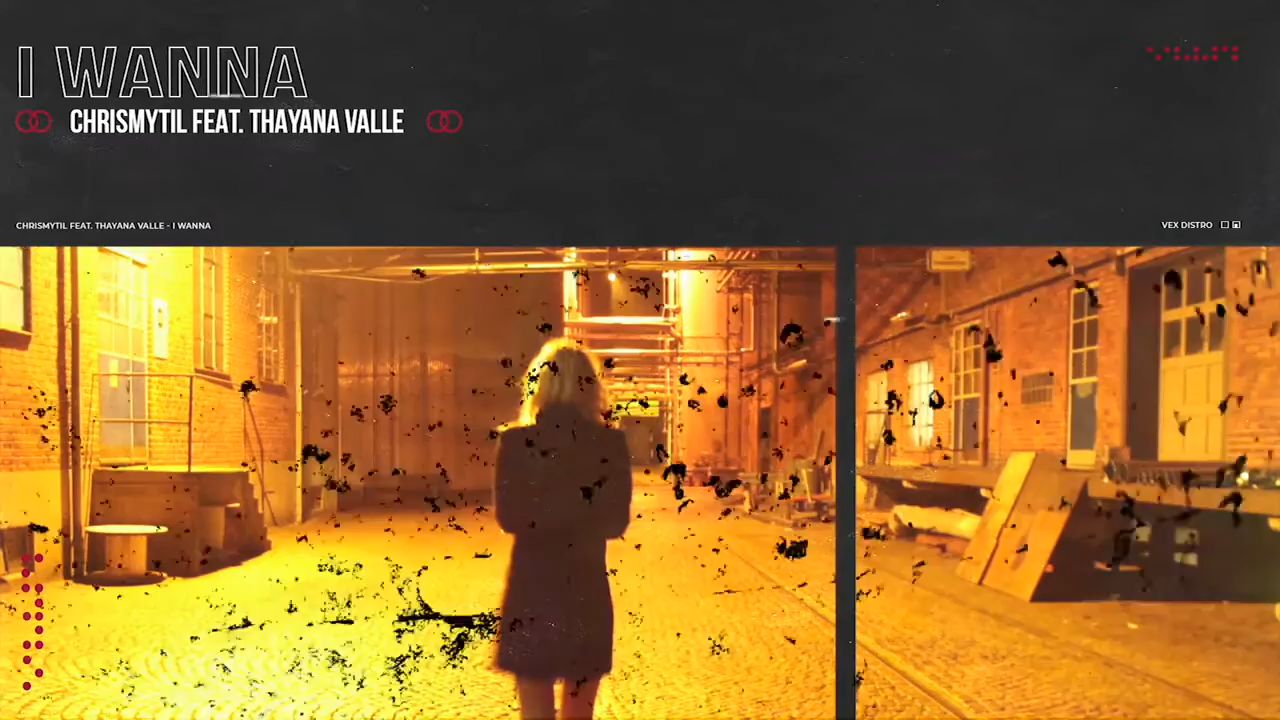 I WANNA
CHRISMYTIL FEAT. THAYANA VALLE
CHRISMYTIL FEAT. THAYANA VALLE - I WANNA
VEX DISTRO